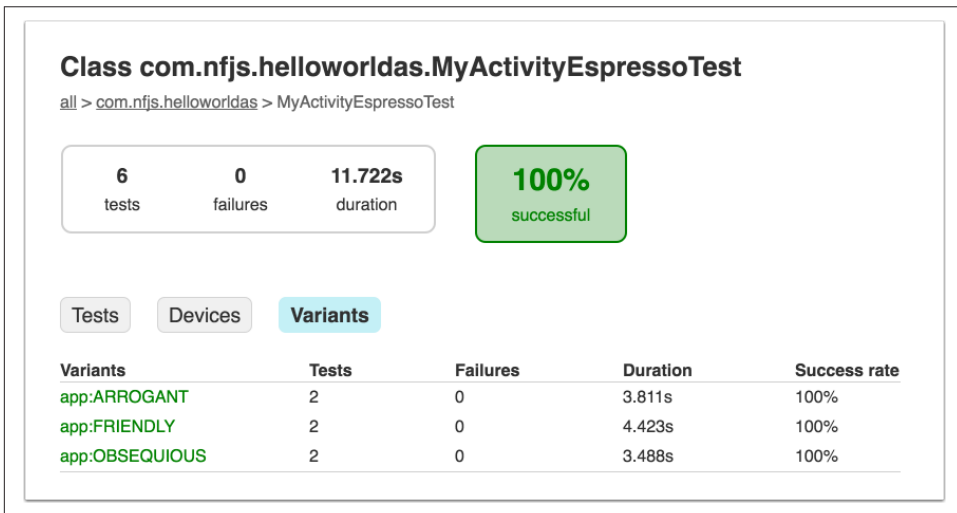 Class com.nfjs.helloworldas.MyActivityEspressoTest
all > com.nfjs.helloworldas > MyActivityEspressoTest
6 0 11.722s
tests failures duration
100%
successful
Tests Devices Variants
Variants Tests Failures Duration Success rate
app:ARROGANT 2 0 3.811s 100%
app:FRIENDLY 2 0 4.423s 100%
app:OBSEQUIOUS 2 0 3.488s 100%